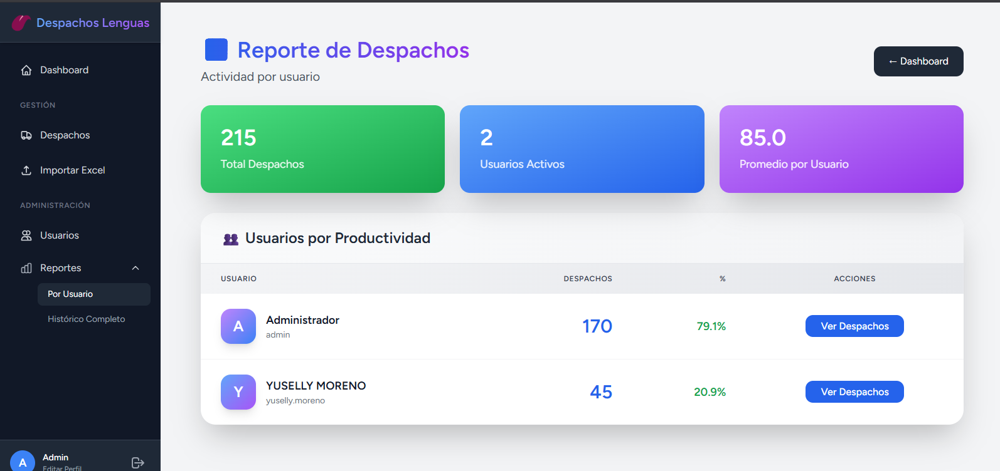 Despachos Lenguas
Dashboard
GESTIÓN
Despachos
Importar Excel
ADMINISTRACIÓN
Usuarios
Reportes
Por Usuario
Histórico Completo
A
Admin
Editar Perfil
Reporte de Despachos
Actividad por usuario
← Dashboard
215
Total Despachos
2
Usuarios Activos
85.0
Promedio por Usuario
Usuarios por Productividad
USUARIO DESPACHOS % ACCIONES
A Administrador 170 79.1% Ver Despachos
admin
Y YUSELLY MORENO 45 20.9% Ver Despachos
yuselly.moreno